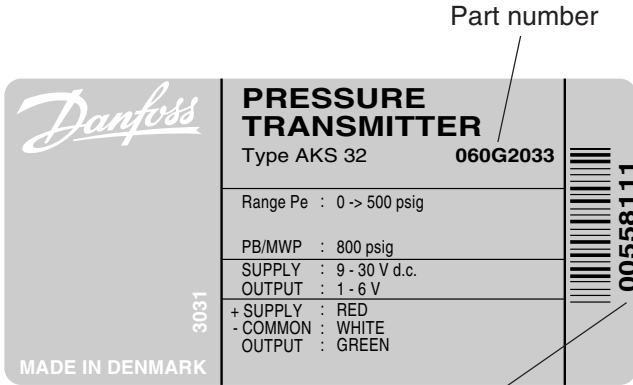 Part number
Danfoss
PRESSURE
TRANSMITTER
Type AKS 32 060G2033
Range Pe : 0 -> 500 psig
PB/MWP : 800 psig
SUPPLY : 9 - 30 V d.c.
OUTPUT : 1 - 6 V
+ SUPPLY : RED
- COMMON : WHITE
OUTPUT : GREEN
3031
MADE IN DENMARK
00558111